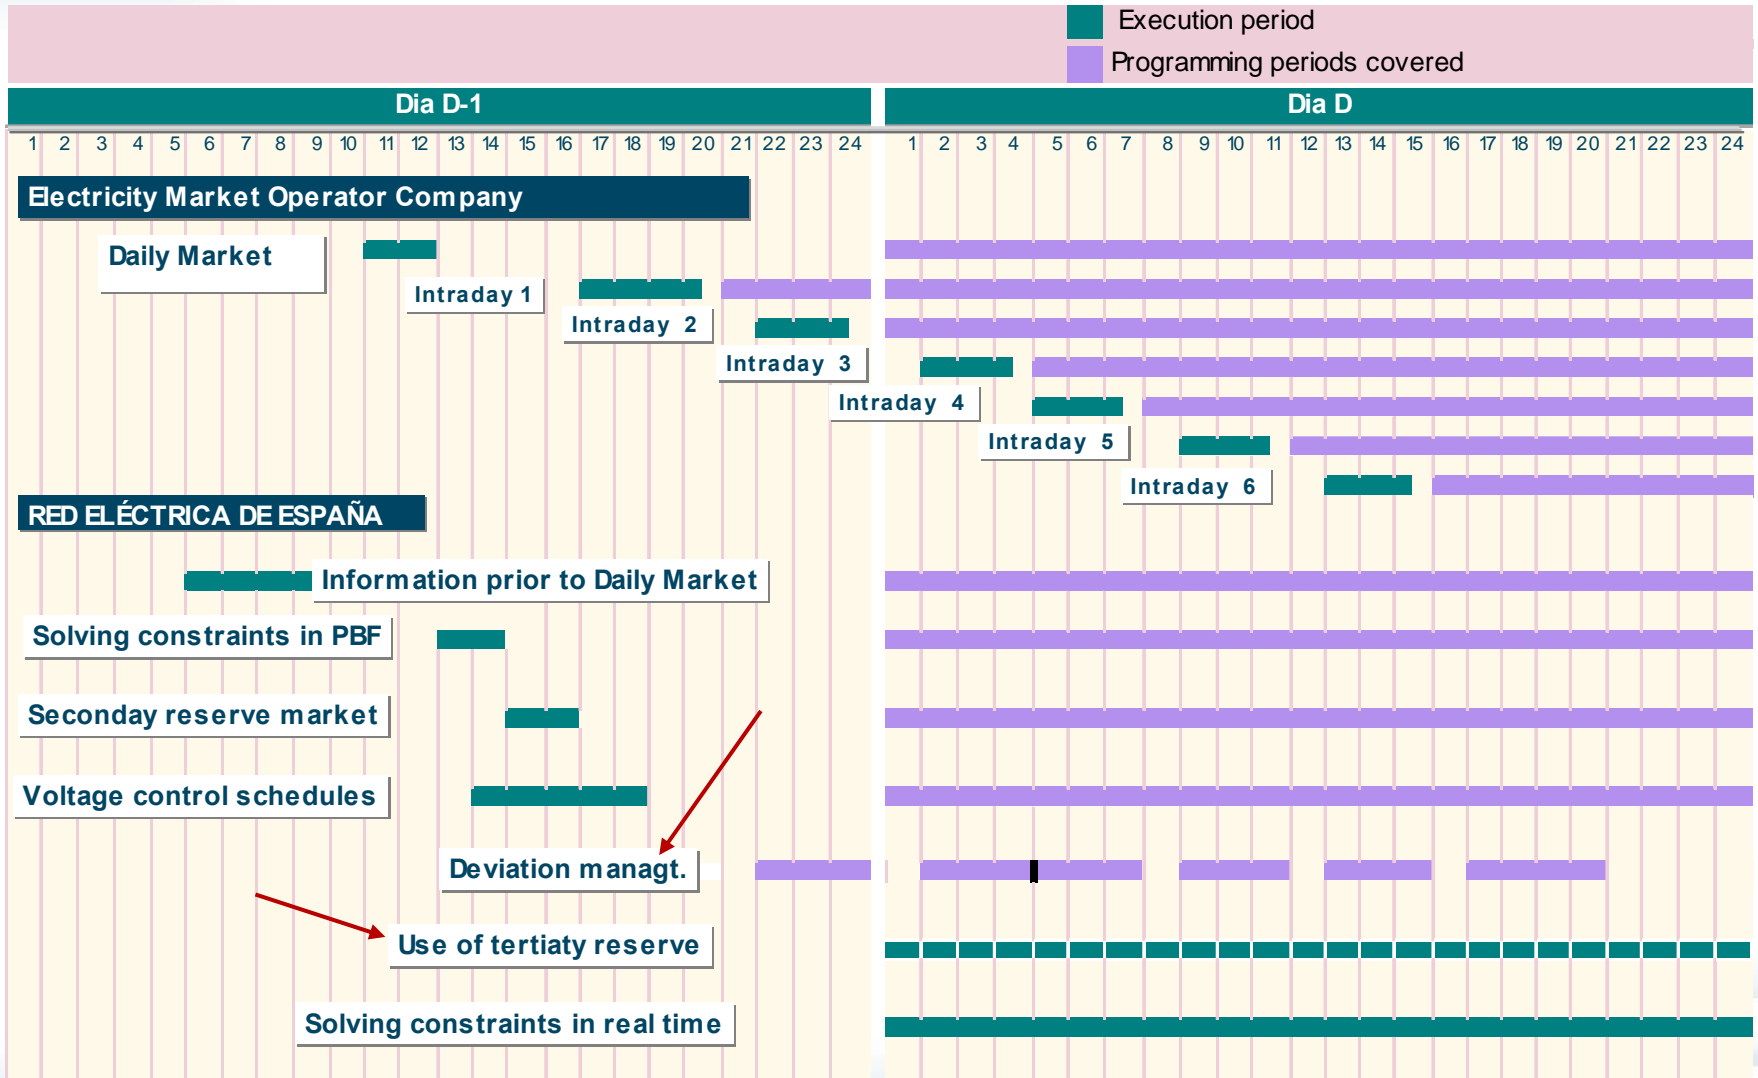 Execution period
Programming periods covered
Dia D-1
Dia D
1 2 3 4 5 6 7 8 9 10 11 12 13 14 15 16 17 18 19 20 21 22 23 24
1 2 3 4 5 6 7 8 9 10 11 12 13 14 15 16 17 18 19 20 21 22 23 24
Electricity Market Operator Company
Daily Market
Intraday 1
Intraday 2
Intraday 3
Intraday 4
Intraday 5
Intraday 6
RED ELÉCTRICA DE ESPAÑA
Information prior to Daily Market
Solving constraints in PBF
Seconday reserve market
Voltage control schedules
Deviation managt.
Use of tertiaty reserve
Solving constraints in real time